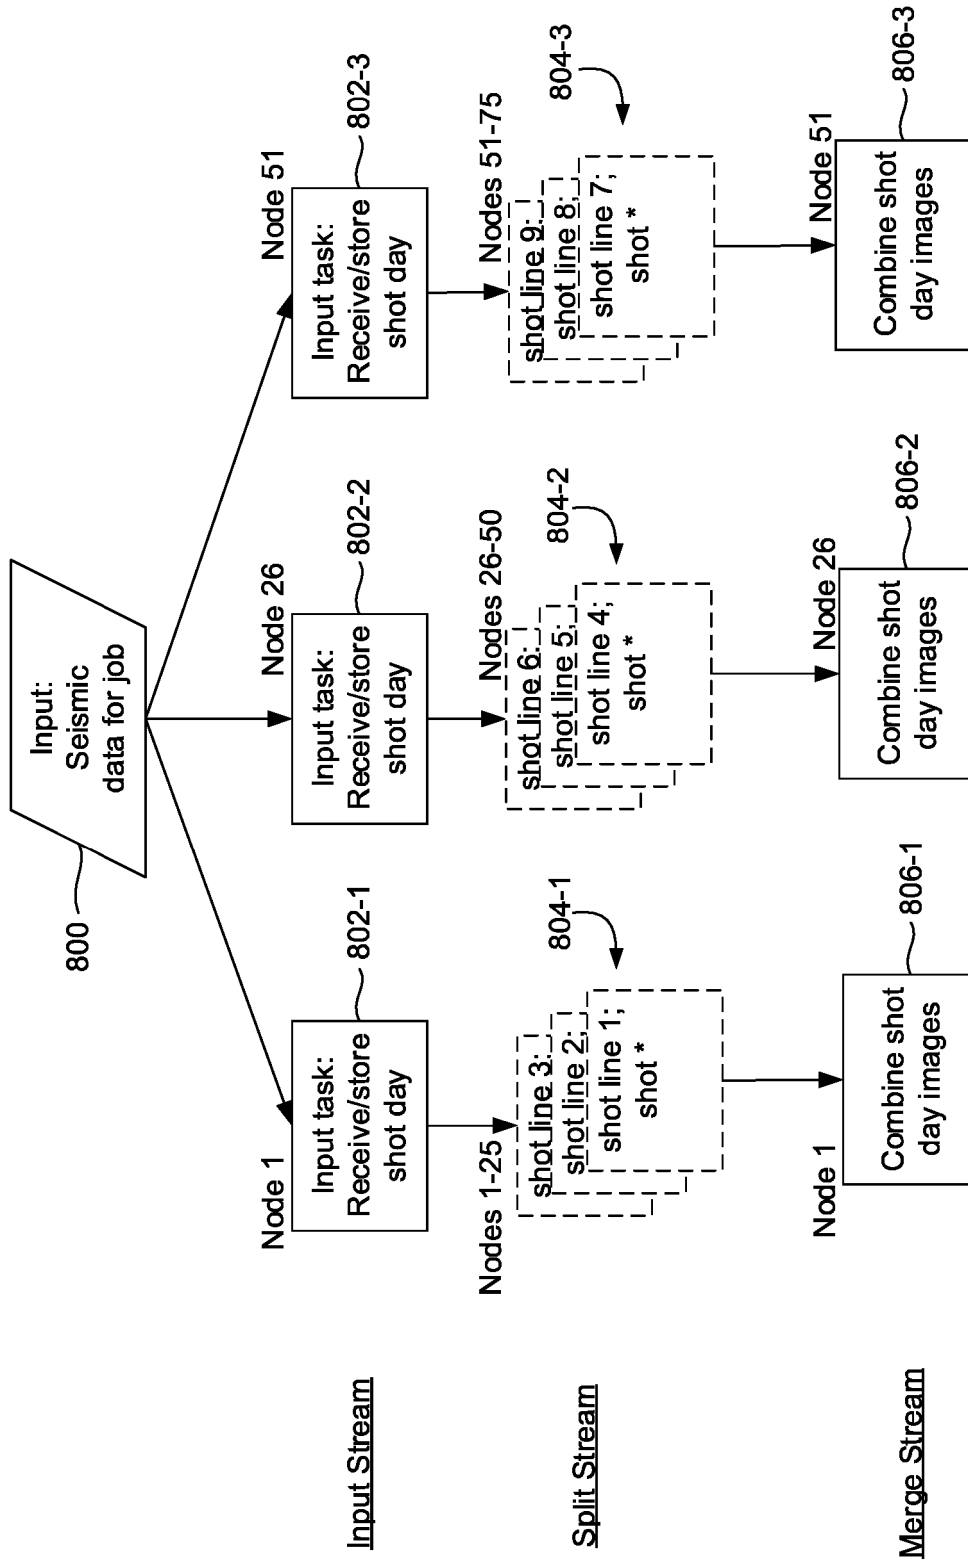 Input:
Seismic
data for job
800
Input Stream
Node 1
Input task:
Receive/store
shot day
802-1
Node 26
Input task:
Receive/store
shot day
802-2
Node 51
Input task:
Receive/store
shot day
802-3
Split Stream
Nodes 1-25
shot line 3;
shot line 2;
shot line 1;
shot *
804-1
Nodes 26-50
shot line 6;
shot line 5;
shot line 4;
shot *
804-2
Nodes 51-75
shot line 9;
shot line 8;
shot line 7;
shot *
804-3
Merge Stream
Node 1
Combine shot
day images
806-1
Node 26
Combine shot
day images
806-2
Node 51
Combine shot
day images
806-3